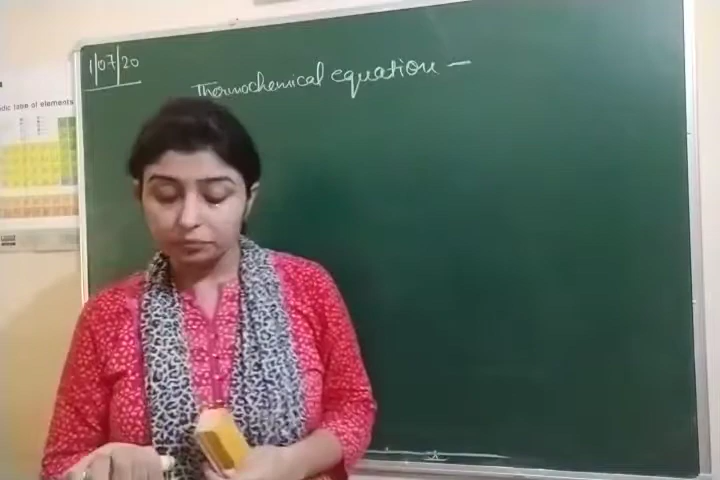 1/07/20
Thermochemical equation –
dic table of elements